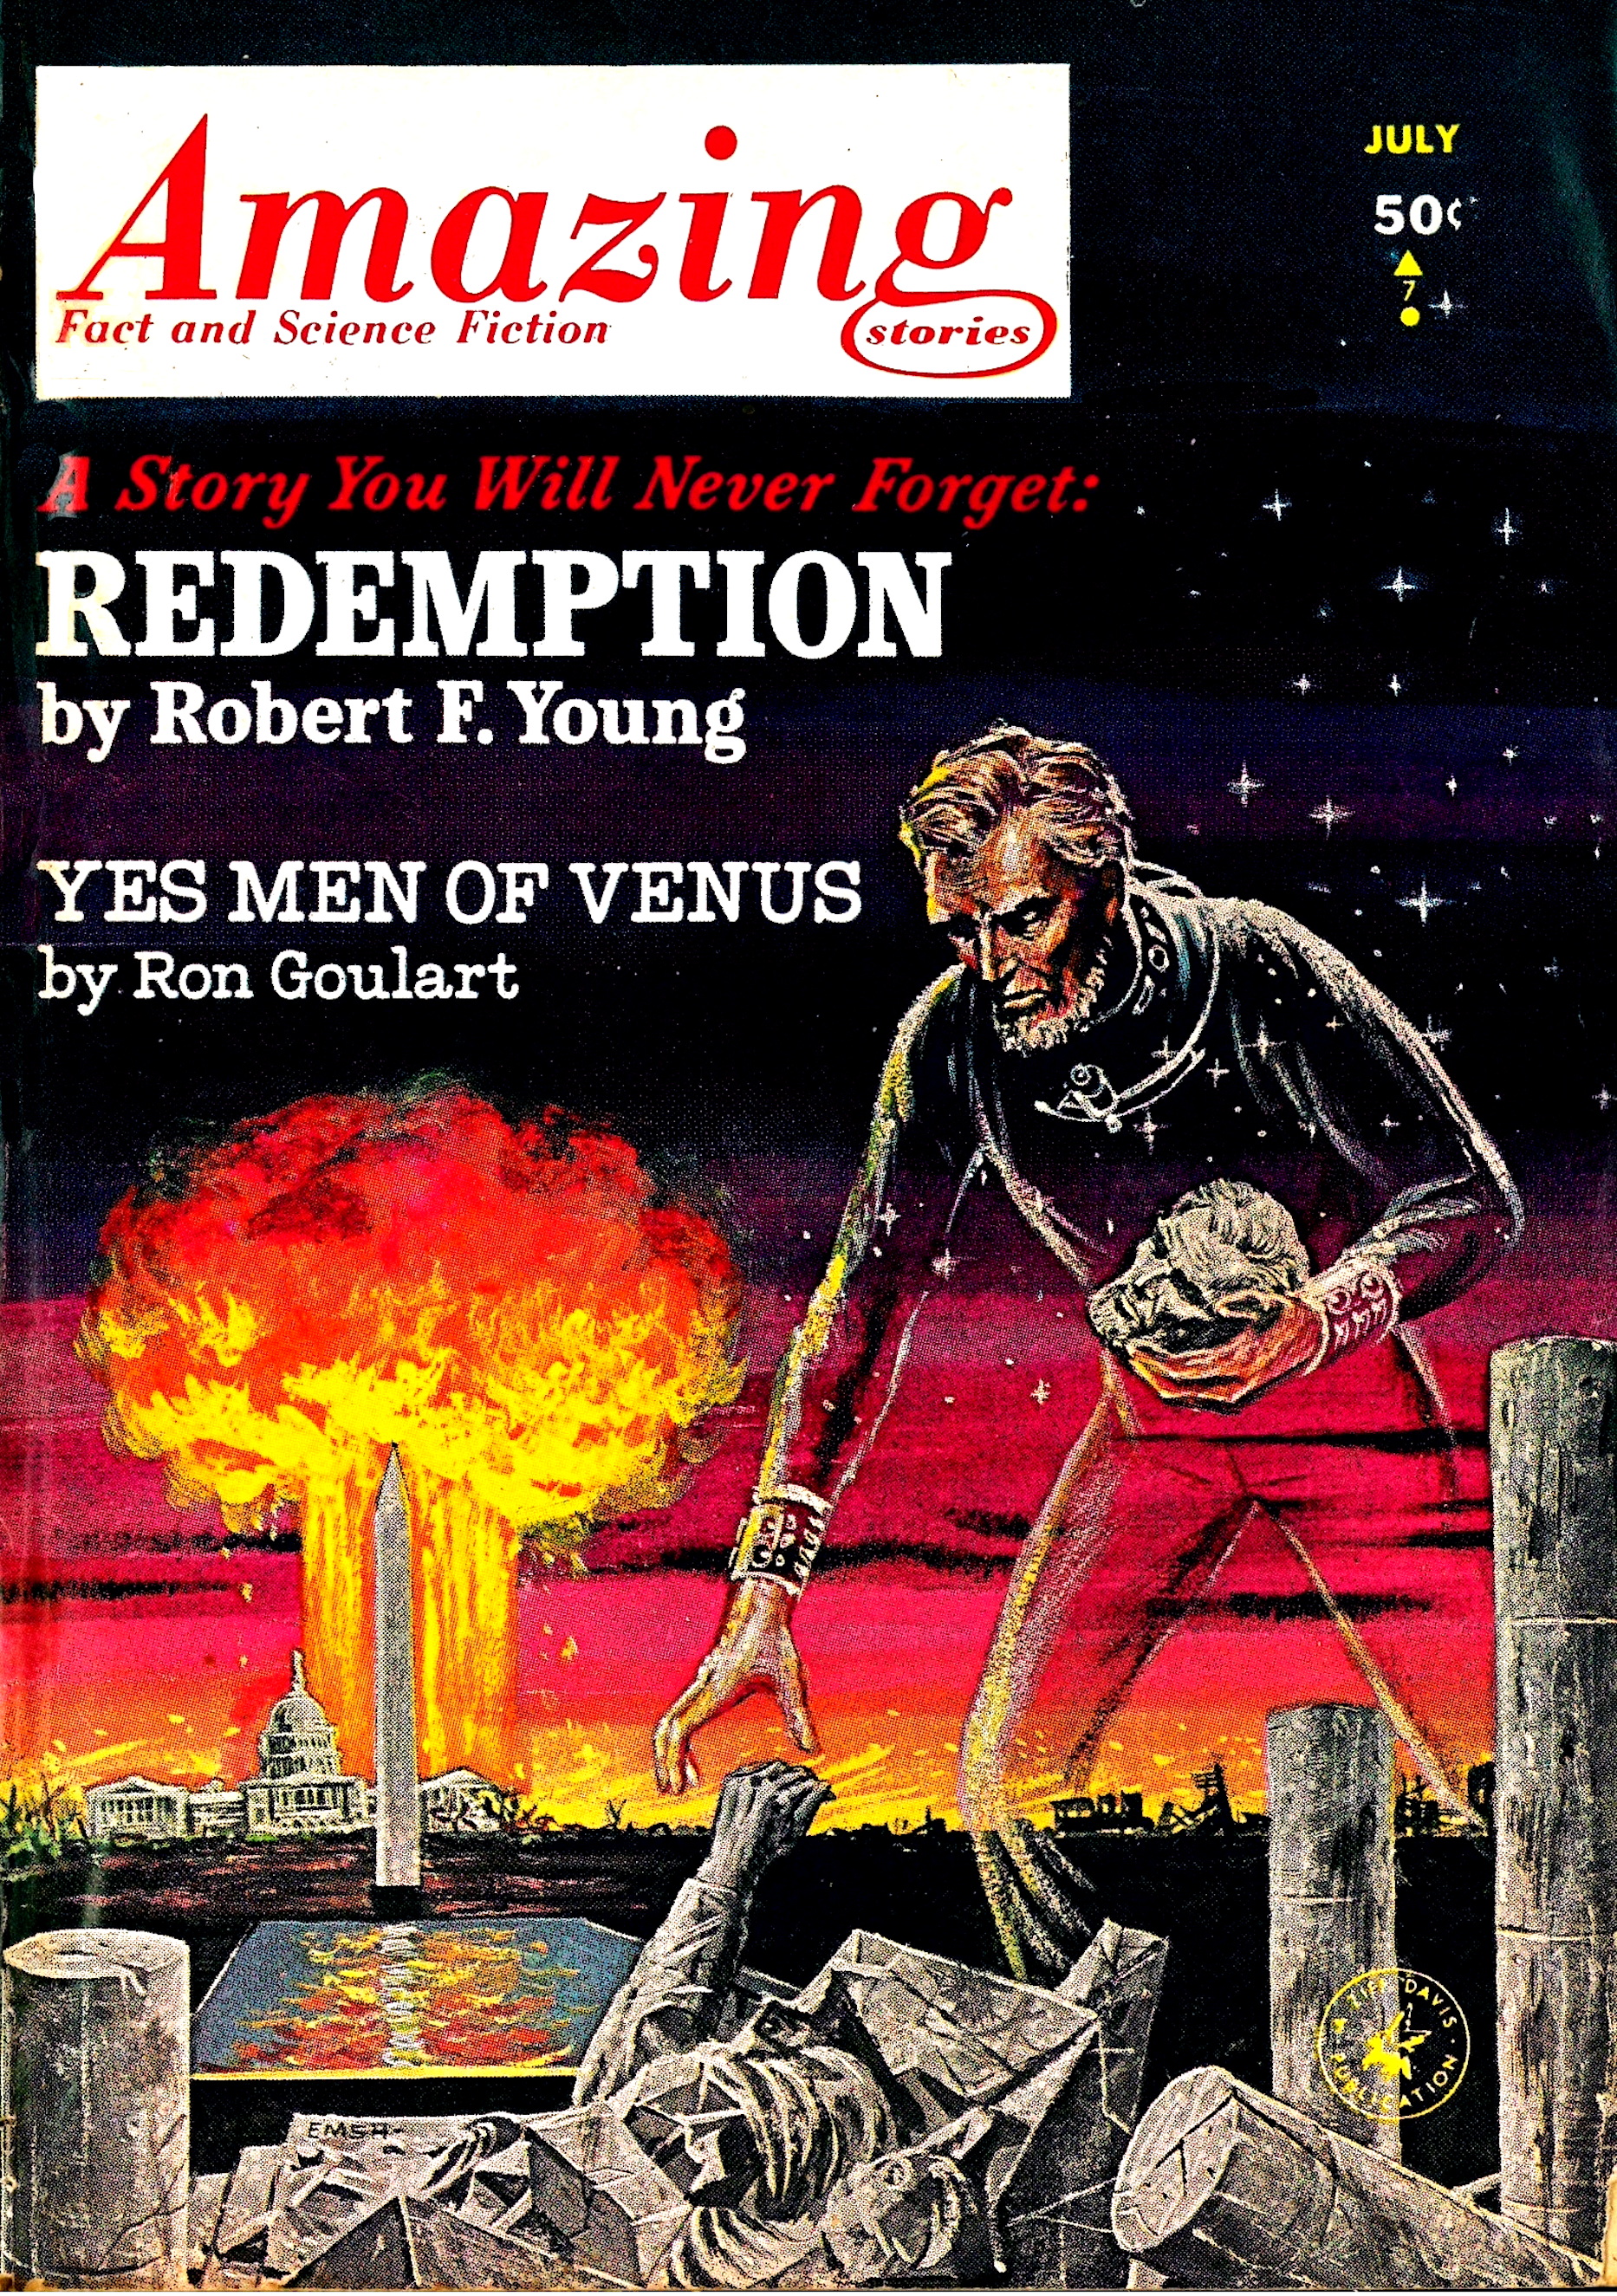 Amazing
Fact and Science Fiction
stories
JULY
50¢
7
A Story You Will Never Forget:
REDEMPTION
by Robert F. Young
YES MEN OF VENUS
by Ron Goulart
EMSH-
A ZIFF DAVIS PUBLICATION